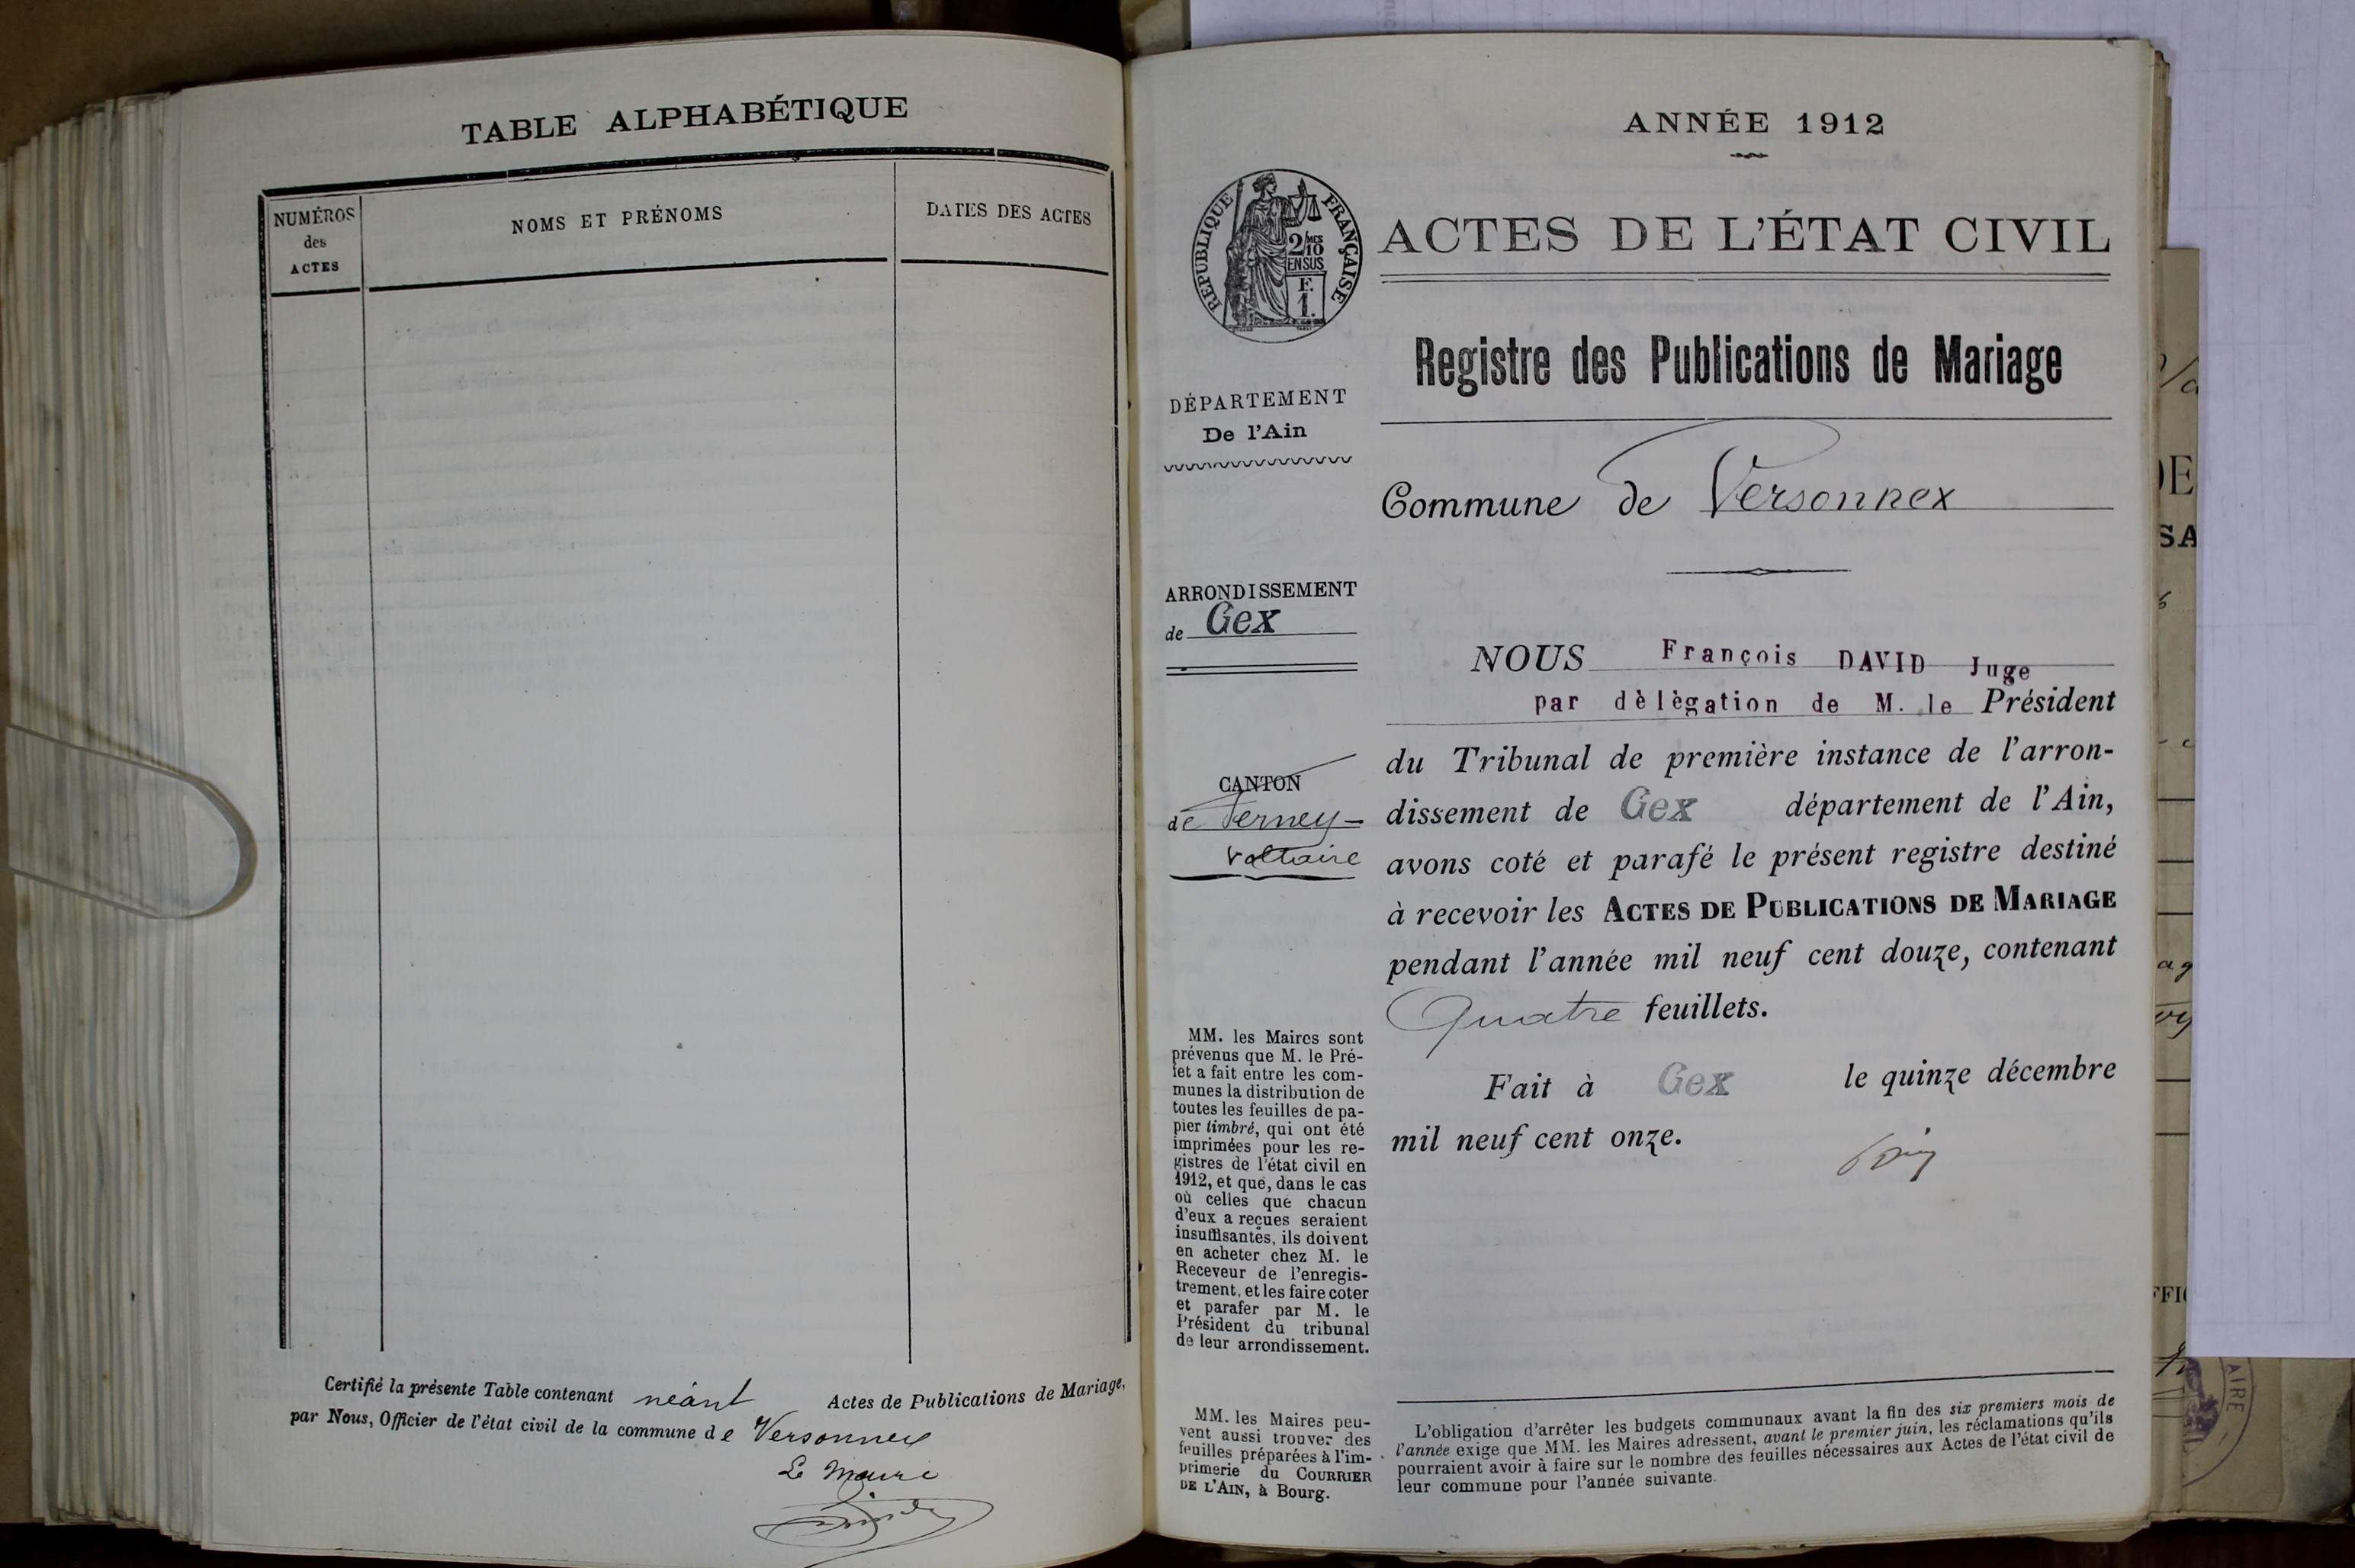 TABLE ALPHABÉTIQUE
NUMÉROS
des
ACTES
NOMS ET PRÉNOMS
DATES DES ACTES
Certifié la présente Table contenant néant Actes de Publications de Mariage,
par Nous, Officier de l'état civil de la commune de Versonnex
Le Maire
ANNÉE 1912
RÉPUBLIQUE FRANÇAISE
2/10 MES
EN SUS
F.
1.
ACTES DE L'ÉTAT CIVIL
Registre des Publications de Mariage
DÉPARTEMENT
De l'Ain
Commune de Versonnex
ARRONDISSEMENT
de Gex
CANTON
de Ferney-
Voltaire
NOUS François DAVID Juge
par dèlègation de M. le Président
du Tribunal de première instance de l'arron-
dissement de Gex département de l'Ain,
avons coté et parafé le présent registre destiné
à recevoir les ACTES DE PUBLICATIONS DE MARIAGE
pendant l'année mil neuf cent douze, contenant
Quatre feuillets.
Fait à Gex le quinze décembre
mil neuf cent onze.
MM. les Maires sont
prévenus que M. le Pré-
fet a fait entre les com-
munes la distribution de
toutes les feuilles de pa-
pier timbré, qui ont été
imprimées pour les re-
gistres de l'état civil en
1912, et que, dans le cas
où celles que chacun
d'eux a reçues seraient
insuffisantes, ils doivent
en acheter chez M. le
Receveur de l'enregis-
trement, et les faire coter
et parafer par M. le
Président du tribunal
de leur arrondissement.
MM. les Maires peu-
vent aussi trouver des
feuilles préparées à l'im-
primerie du COURRIER
DE L'AIN, à Bourg.
L'obligation d'arrêter les budgets communaux avant la fin des six premiers mois de
l'année exige que MM. les Maires adressent, avant le premier juin, les réclamations qu'ils
pourraient avoir à faire sur le nombre des feuilles nécessaires aux Actes de l'état civil de
leur commune pour l'année suivante.
DE
SA
FFI
AIRE